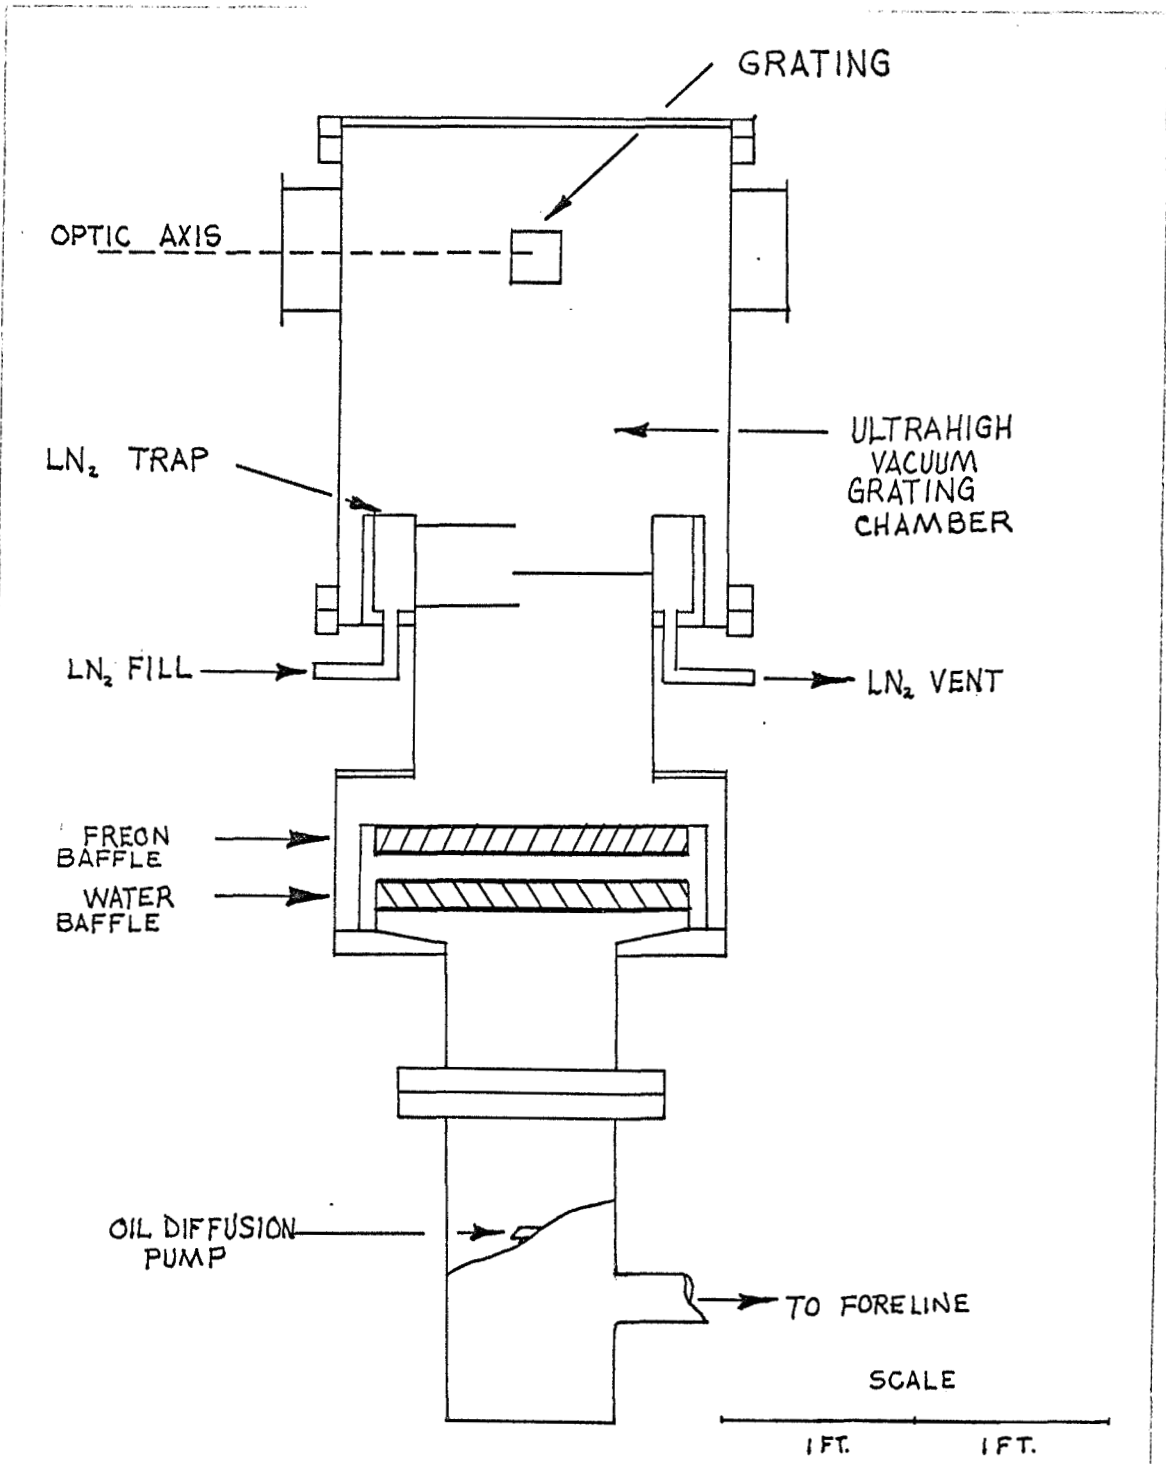 GRATING
OPTIC AXIS
LN₂ TRAP
ULTRAHIGH
VACUUM
GRATING
CHAMBER
LN₂ FILL
LN₂ VENT
FREON
BAFFLE
WATER
BAFFLE
OIL DIFFUSION
PUMP
TO FORELINE
SCALE
1 FT. 1 FT.